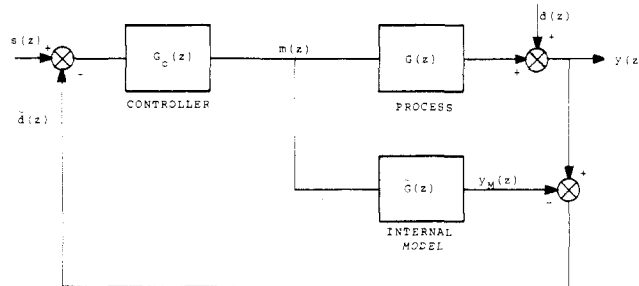 d(z)
s(z)
+
+
m(z)
G_c(z)
G(z)
y(z
-
+
CONTROLLER
PROCESS
d̃(z)
+
G̃(z)
y_M(z)
-
INTERNAL
MODEL